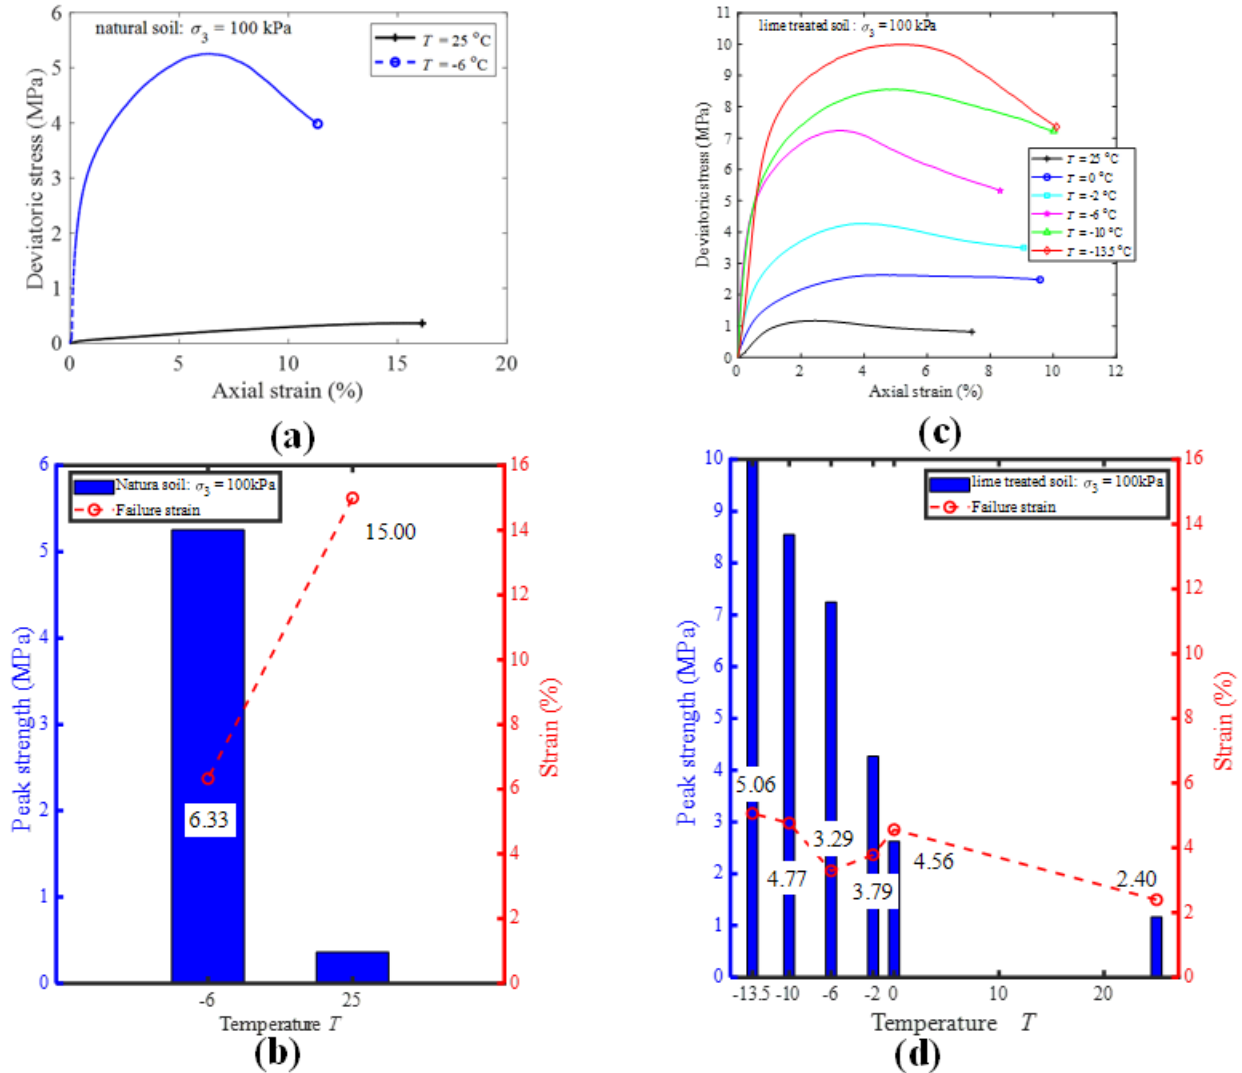 natural soil: σ3 = 100 kPa
T = 25 °C
T = -6 °C
6
5
4
3
2
1
0
Deviatoric stress (MPa)
0 5 10 15 20
Axial strain (%)
(a)
lime treated soil : σ3 = 100 kPa
11
10
9
8
7
6
5
4
3
2
1
0
Deviatoric stress (MPa)
T = 25 °C
T = 0 °C
T = -2 °C
T = -6 °C
T = -10 °C
T = -13.5 °C
0 2 4 6 8 10 12
Axial strain (%)
(c)
Natura soil: σ3 = 100kPa
Failure strain
6
5
4
3
2
1
0
Peak strength (MPa)
15.00
6.33
16
14
12
10
8
6
4
2
0
Strain (%)
-6 25
Temperature T
(b)
lime treated soil: σ3 = 100kPa
Failure strain
10
9
8
7
6
5
4
3
2
1
0
Peak strength (MPa)
5.06
4.77
3.29
3.79
4.56
2.40
16
14
12
10
8
6
4
2
0
Strain (%)
-13.5 -10 -6 -2 0 10 20
Temperature T
(d)